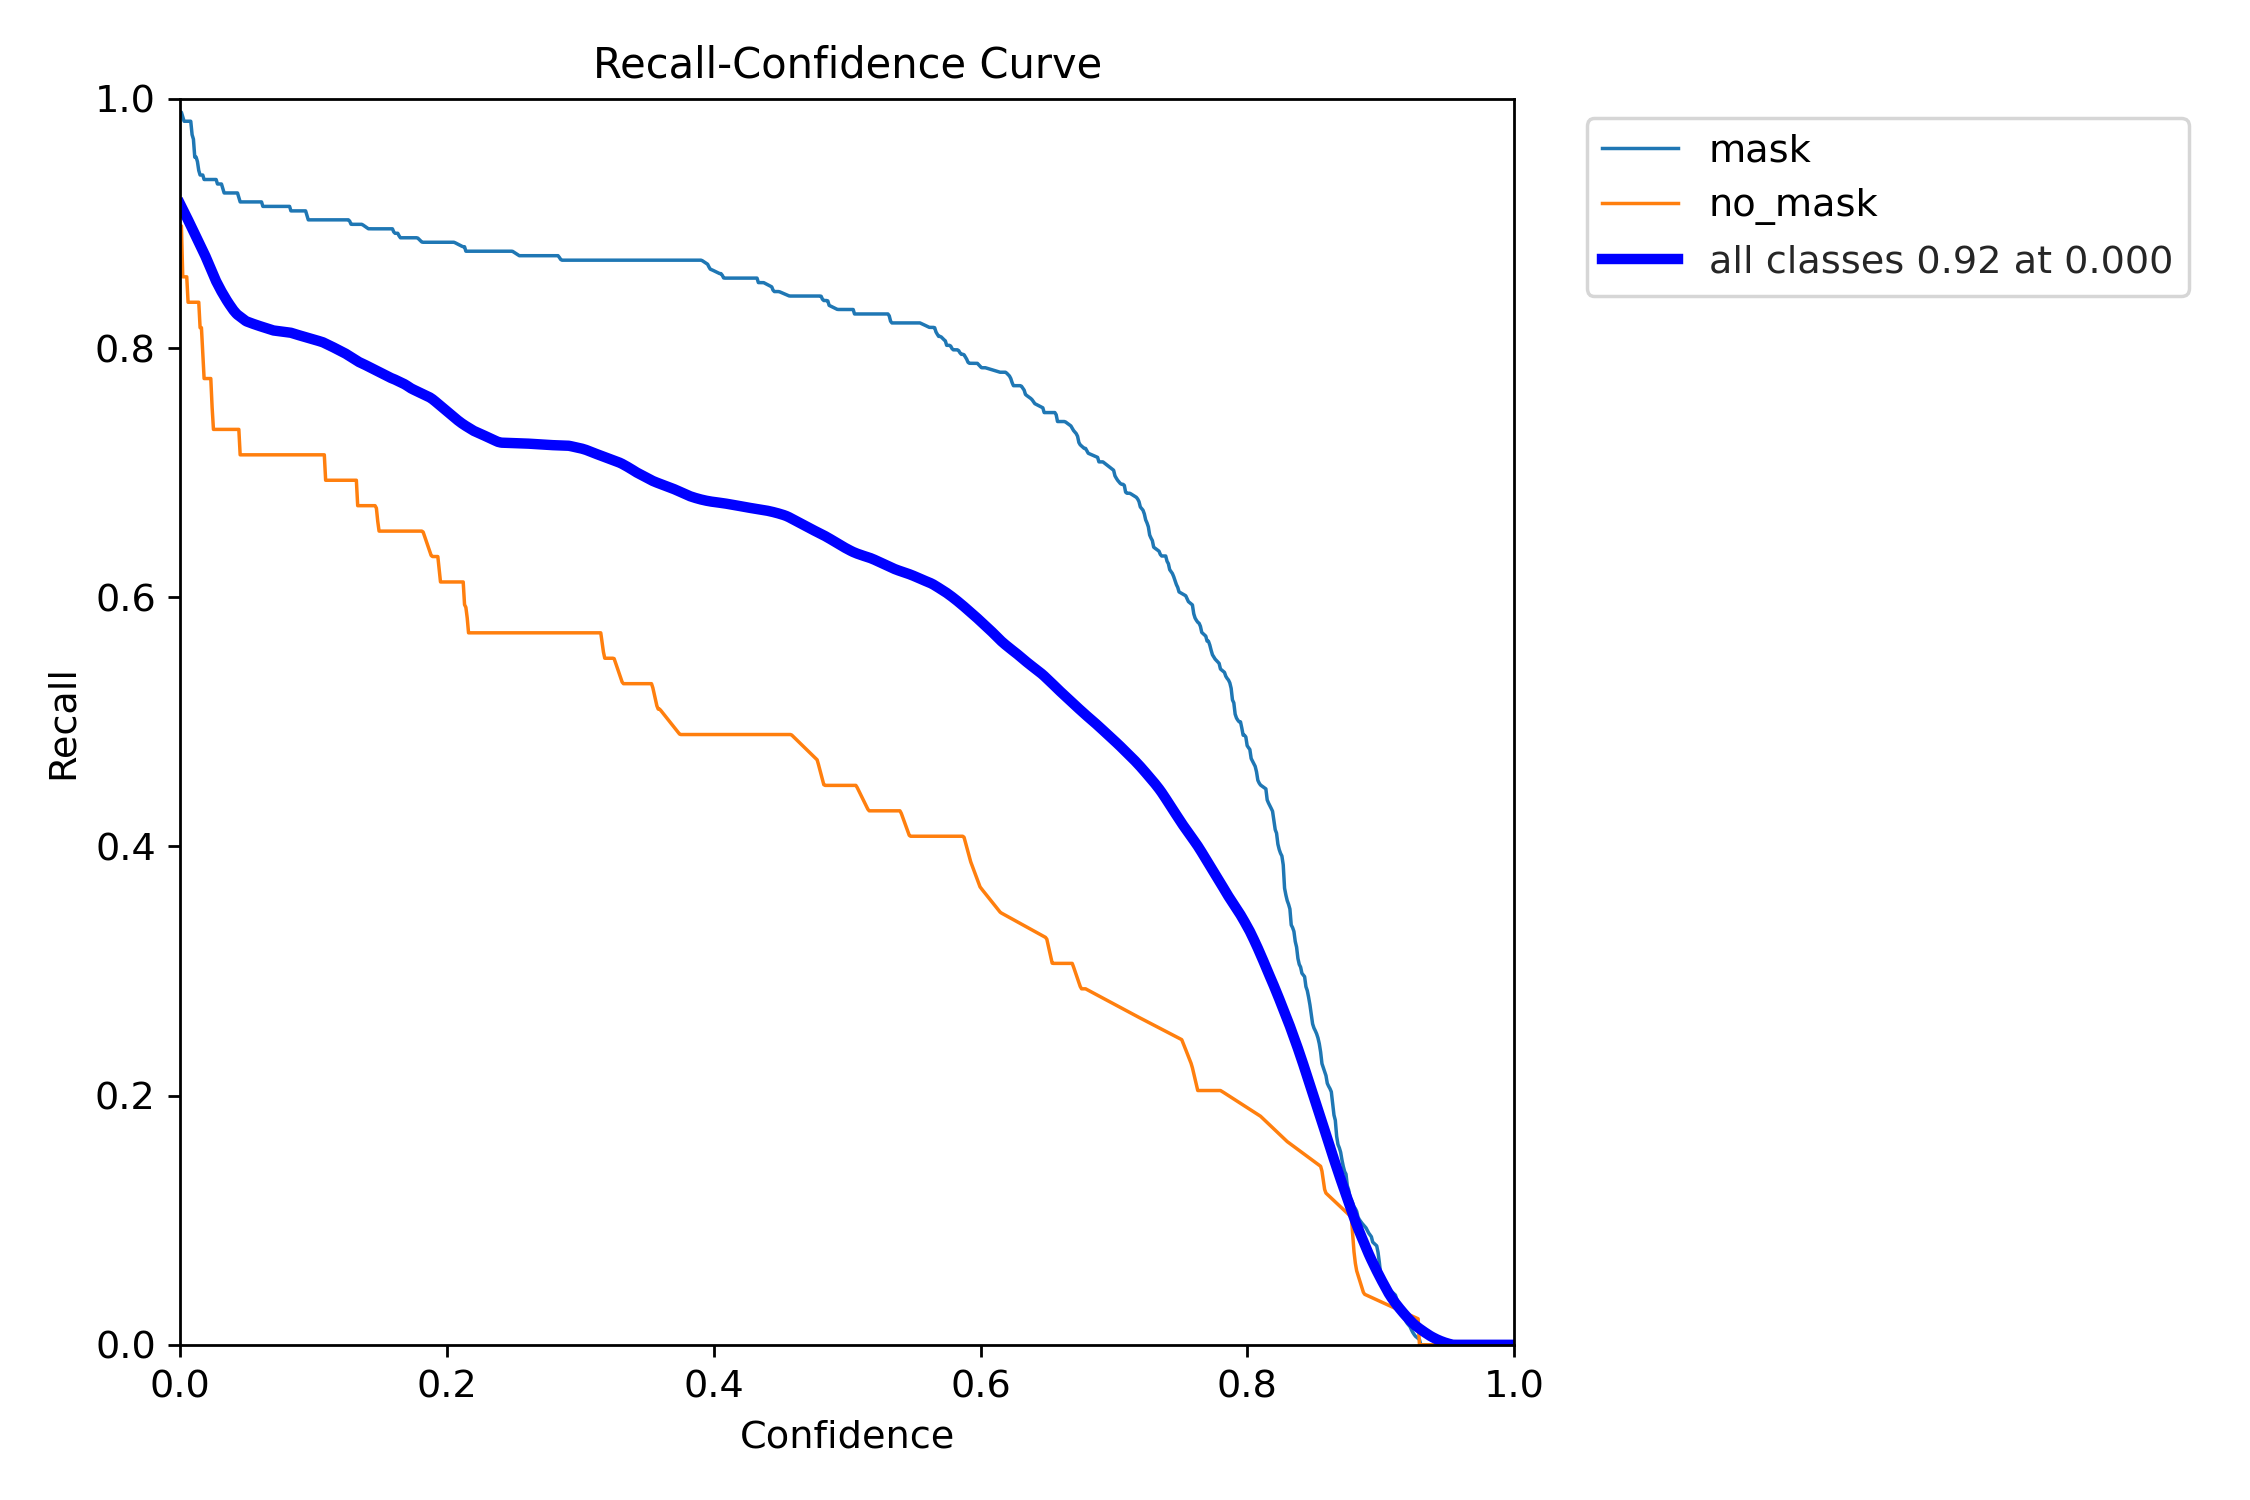 Recall-Confidence Curve
1.0
0.8
0.6
0.4
0.2
0.0
Recall
0.0 0.2 0.4 0.6 0.8 1.0
Confidence
mask
no_mask
all classes 0.92 at 0.000